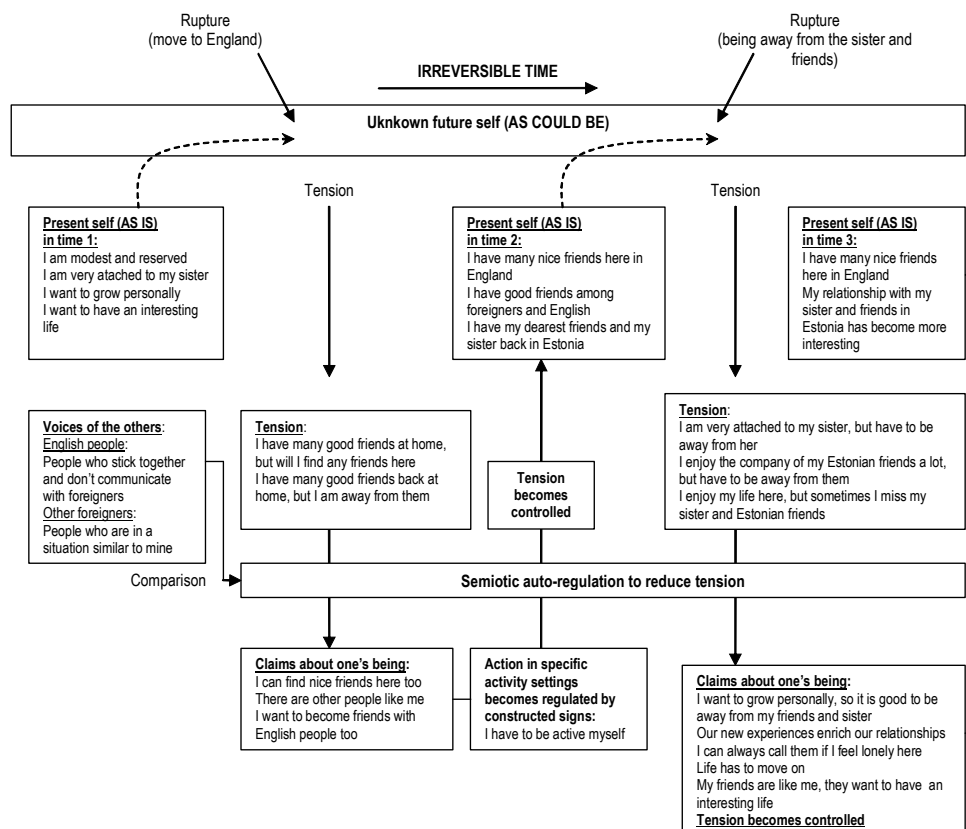 Rupture
(move to England)
Rupture
(being away from the sister and
friends)
IRREVERSIBLE TIME
Uknkown future self (AS COULD BE)
Tension
Tension
Present self (AS IS)
in time 1:
I am modest and reserved
I am very atached to my sister
I want to grow personally
I want to have an interesting
life
Present self (AS IS)
in time 2:
I have many nice friends here in
England
I have good friends among
foreigners and English
I have my dearest friends and my
sister back in Estonia
Present self (AS IS)
in time 3:
I have many nice friends
here in England
My relationship with my
sister and friends in
Estonia has become more
interesting
Voices of the others:
English people:
People who stick together
and don't communicate
with foreigners
Other foreigners:
People who are in a
situation similar to mine
Tension:
I have many good friends at home,
but will I find any friends here
I have many good friends back at
home, but I am away from them
Tension
becomes
controlled
Tension:
I am very attached to my sister, but have to be
away from her
I enjoy the company of my Estonian friends a lot,
but have to be away from them
I enjoy my life here, but sometimes I miss my
sister and Estonian friends
Comparison
Semiotic auto-regulation to reduce tension
Claims about one's being:
I can find nice friends here too
There are other people like me
I want to become friends with
English people too
Action in specific
activity settings
becomes regulated by
constructed signs:
I have to be active myself
Claims about one's being:
I want to grow personally, so it is good to be
away from my friends and sister
Our new experiences enrich our relationships
I can always call them if I feel lonely here
Life has to move on
My friends are like me, they want to have an
interesting life
Tension becomes controlled